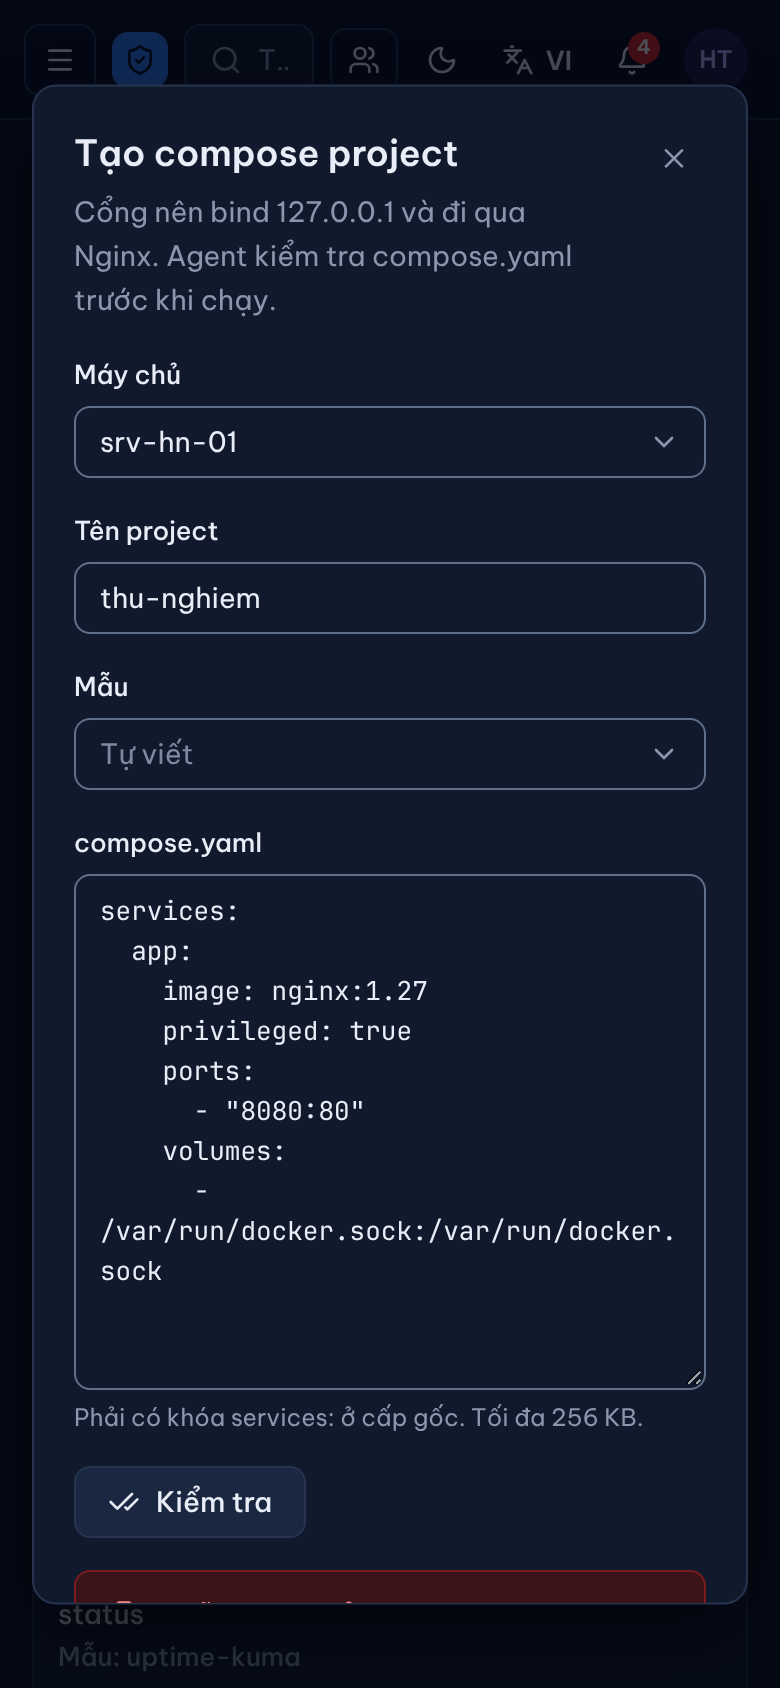 T..
VI
4
HT
Tạo compose project
Cổng nên bind 127.0.0.1 và đi qua
Nginx. Agent kiểm tra compose.yaml
trước khi chạy.
Máy chủ
srv-hn-01
Tên project
thu-nghiem
Mẫu
Tự viết
compose.yaml
services:
  app:
    image: nginx:1.27
    privileged: true
    ports:
      - "8080:80"
    volumes:
      -
/var/run/docker.sock:/var/run/docker.
sock
Phải có khóa services: ở cấp gốc. Tối đa 256 KB.
Kiểm tra
status
Mẫu: uptime-kuma